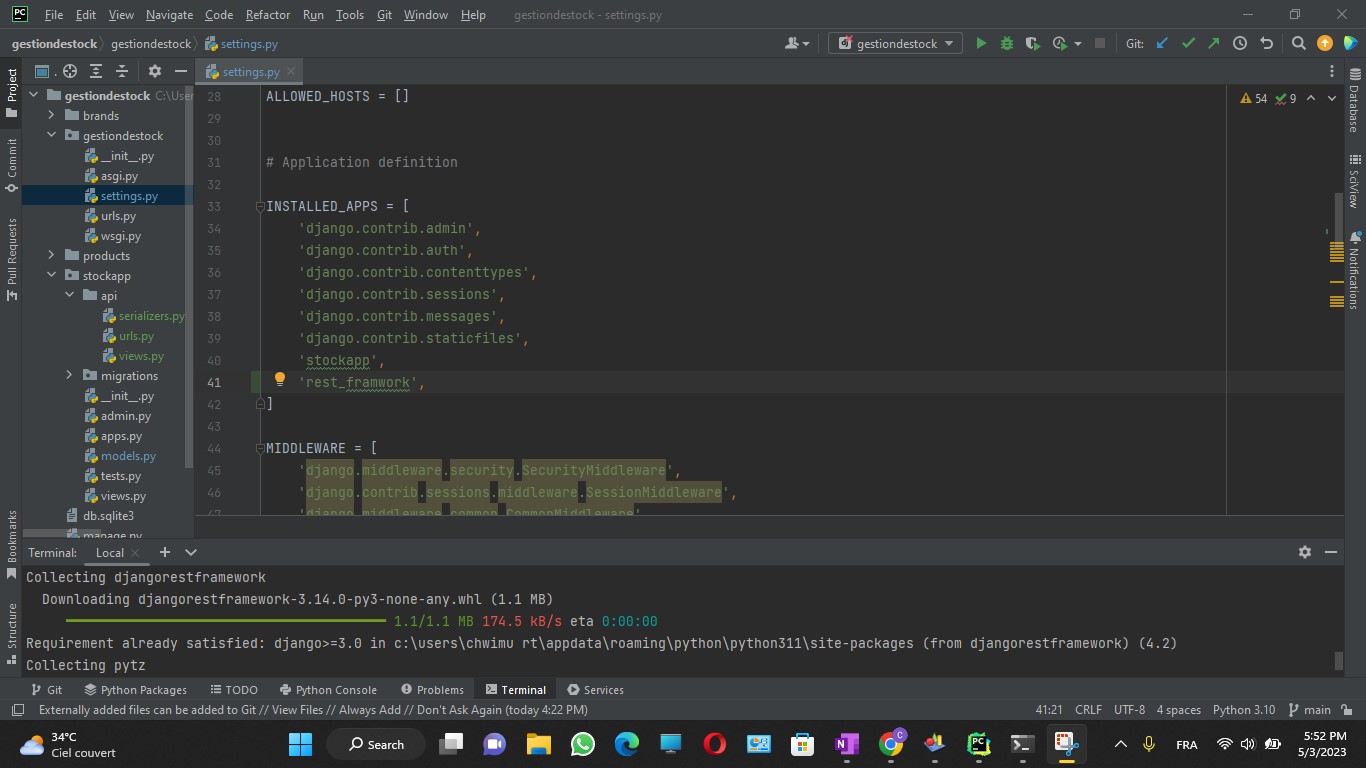 PC File Edit View Navigate Code Refactor Run Tools Git Window Help gestiondestock - settings.py
gestiondestock gestiondestock settings.py gestiondestock Git:
Project
Commit
Pull Requests
Bookmarks
Structure
settings.py
gestiondestock C:\User
brands
gestiondestock
__init__.py
asgi.py
settings.py
urls.py
wsgi.py
products
stockapp
api
serializers.py
urls.py
views.py
migrations
__init__.py
admin.py
apps.py
models.py
tests.py
views.py
db.sqlite3
manage.py
54 9
28 ALLOWED_HOSTS = []
29
30
31 # Application definition
32
33 INSTALLED_APPS = [
34 'django.contrib.admin',
35 'django.contrib.auth',
36 'django.contrib.contenttypes',
37 'django.contrib.sessions',
38 'django.contrib.messages',
39 'django.contrib.staticfiles',
40 'stockapp',
41 'rest_framwork',
42 ]
43
44 MIDDLEWARE = [
45 'django.middleware.security.SecurityMiddleware',
46 'django.contrib.sessions.middleware.SessionMiddleware',
47 'django.middleware.common.CommonMiddleware'
Database
SciView
Notifications
Terminal: Local
Collecting djangorestframework
Downloading djangorestframework-3.14.0-py3-none-any.whl (1.1 MB)
1.1/1.1 MB 174.5 kB/s eta 0:00:00
Requirement already satisfied: django>=3.0 in c:\users\chwimu rt\appdata\roaming\python\python311\site-packages (from djangorestframework) (4.2)
Collecting pytz
Git Python Packages TODO Python Console Problems Terminal Services
Externally added files can be added to Git // View Files // Always Add // Don't Ask Again (today 4:22 PM) 41:21 CRLF UTF-8 4 spaces Python 3.10 main
34°C
Ciel couvert
Search
C
PC
FRA
5:52 PM
5/3/2023